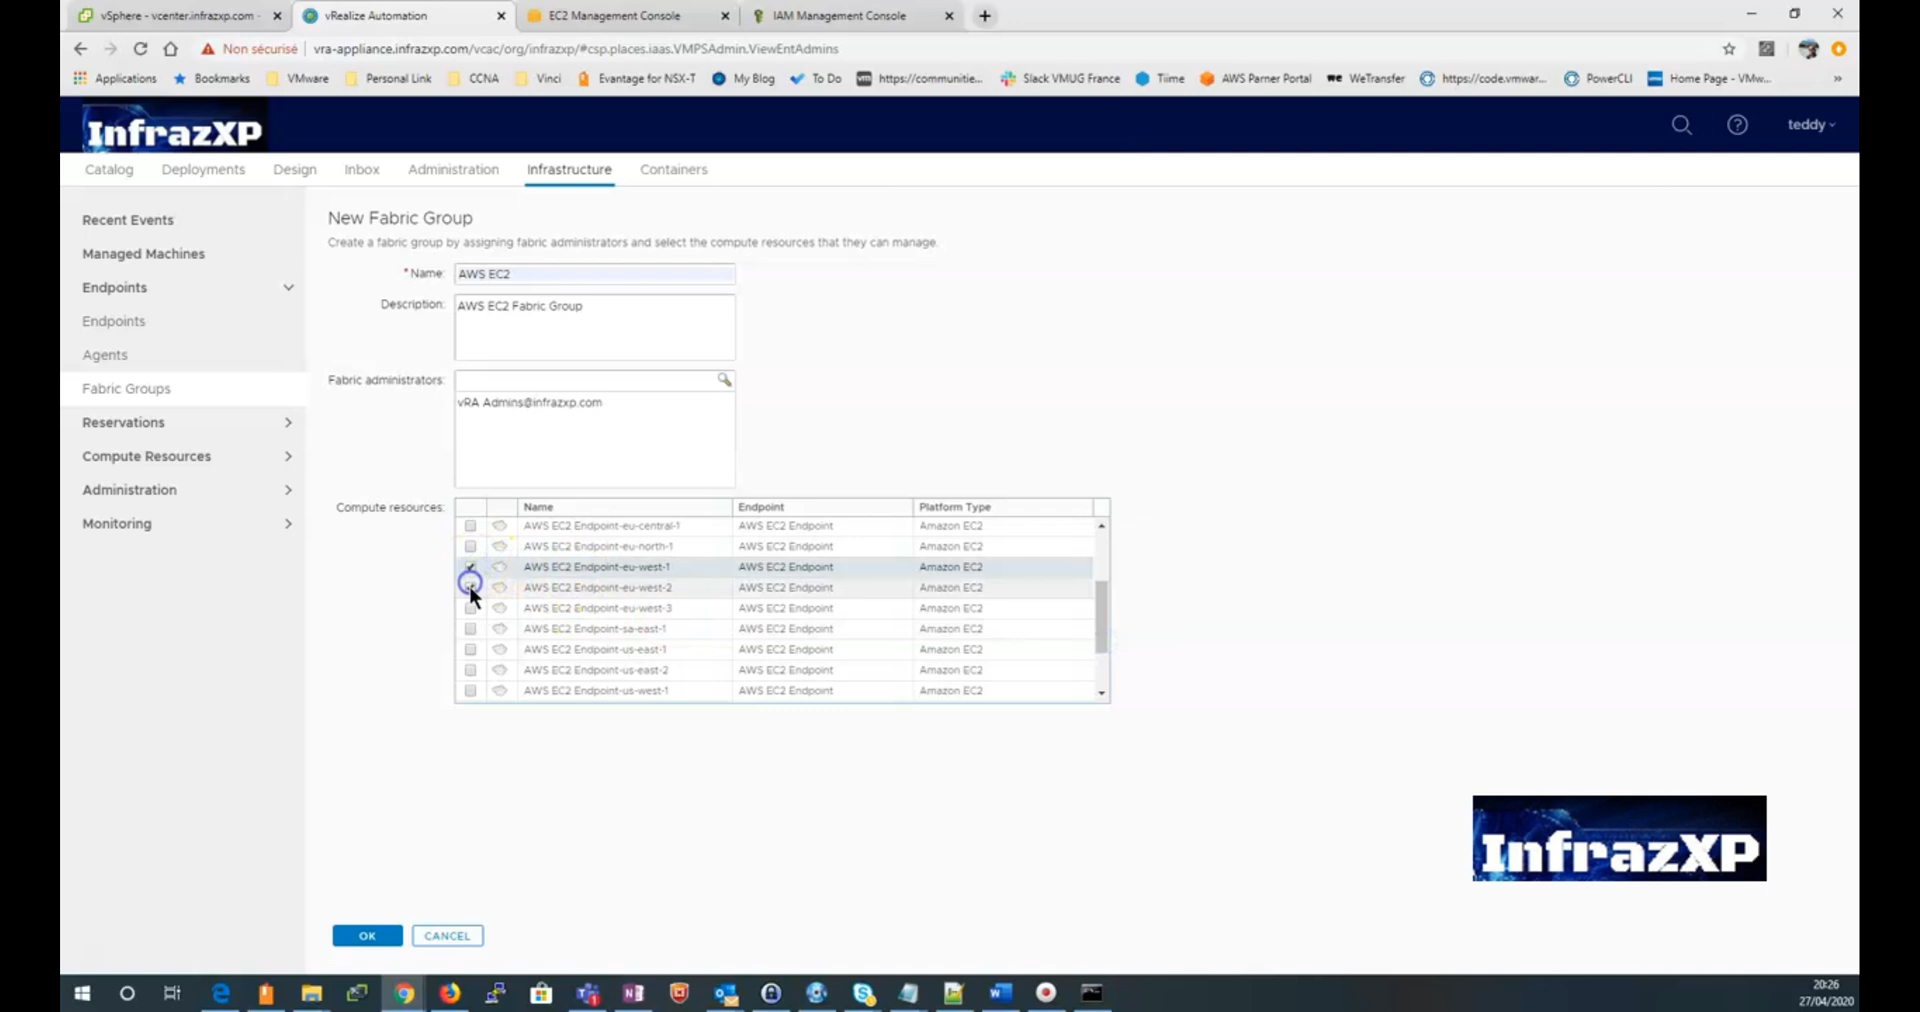 vSphere - vcenter.infrazxp.com -
vRealize Automation
EC2 Management Console
IAM Management Console
Non sécurisé
vra-appliance.infrazxp.com/vcac/org/infrazxp/#csp.places.iaas.VMPSAdmin.ViewEntAdmins
Applications
Bookmarks
VMware
Personal Link
CCNA
Vinci
Evantage for NSX-T
My Blog
To Do
https://communitie...
Slack VMUG France
Tiime
AWS Parner Portal
we WeTransfer
https://code.vmwar...
PowerCLI
Home Page - VMw...
»
InfrazXP
teddy
Catalog
Deployments
Design
Inbox
Administration
Infrastructure
Containers
Recent Events
Managed Machines
Endpoints
Endpoints
Agents
Fabric Groups
Reservations
Compute Resources
Administration
Monitoring
New Fabric Group
Create a fabric group by assigning fabric administrators and select the compute resources that they can manage.
* Name: AWS EC2
Description: AWS EC2 Fabric Group
Fabric administrators:
vRA Admins@infrazxp.com
Compute resources:
Name Endpoint Platform Type
AWS EC2 Endpoint-eu-central-1 AWS EC2 Endpoint Amazon EC2
AWS EC2 Endpoint-eu-north-1 AWS EC2 Endpoint Amazon EC2
AWS EC2 Endpoint-eu-west-1 AWS EC2 Endpoint Amazon EC2
AWS EC2 Endpoint-eu-west-2 AWS EC2 Endpoint Amazon EC2
AWS EC2 Endpoint-eu-west-3 AWS EC2 Endpoint Amazon EC2
AWS EC2 Endpoint-sa-east-1 AWS EC2 Endpoint Amazon EC2
AWS EC2 Endpoint-us-east-1 AWS EC2 Endpoint Amazon EC2
AWS EC2 Endpoint-us-east-2 AWS EC2 Endpoint Amazon EC2
AWS EC2 Endpoint-us-west-1 AWS EC2 Endpoint Amazon EC2
InfrazXP
OK
CANCEL
20:26
27/04/2020